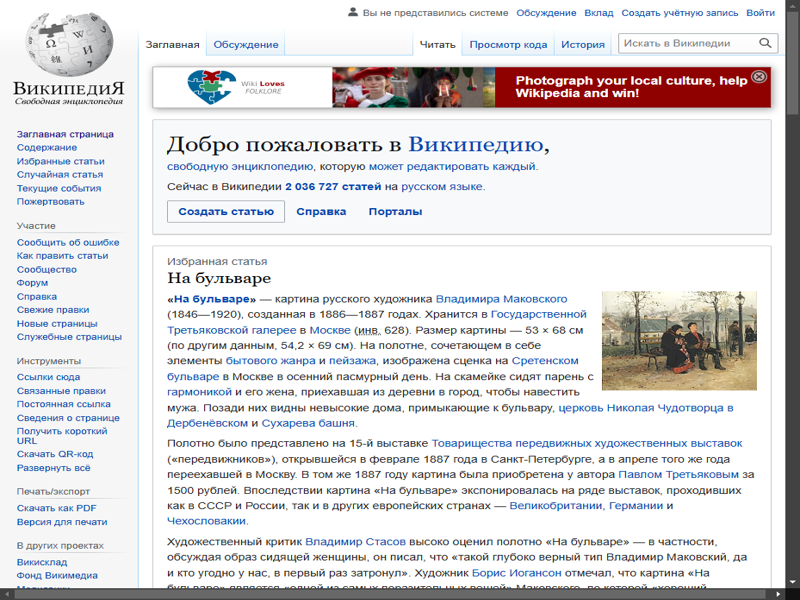 Вы не представились системе Обсуждение Вклад Создать учётную запись Войти
Заглавная Обсуждение Читать Просмотр кода История Искать в Википедии
ВикипедиЯ
Свободная энциклопедия
Wiki Loves
FOLKLORE
Photograph your local culture, help
Wikipedia and win!
Заглавная страница
Содержание
Избранные статьи
Случайная статья
Текущие события
Пожертвовать
Участие
Сообщить об ошибке
Как править статьи
Сообщество
Форум
Справка
Свежие правки
Новые страницы
Служебные страницы
Инструменты
Ссылки сюда
Связанные правки
Постоянная ссылка
Сведения о странице
Получить короткий
URL
Скачать QR-код
Развернуть всё
Печать/экспорт
Скачать как PDF
Версия для печати
В других проектах
Викисклад
Фонд Викимедиа
Добро пожаловать в Википедию,
свободную энциклопедию, которую может редактировать каждый.
Сейчас в Википедии 2 036 727 статей на русском языке.
Создать статью Справка Порталы
Избранная статья
На бульваре
«На бульваре» — картина русского художника Владимира Маковского
(1846—1920), созданная в 1886—1887 годах. Хранится в Государственной
Третьяковской галерее в Москве (инв. 628). Размер картины — 53 × 68 см
(по другим данным, 54,2 × 69 см). На полотне, сочетающем в себе
элементы бытового жанра и пейзажа, изображена сценка на Сретенском
бульваре в Москве в осенний пасмурный день. На скамейке сидят парень с
гармоникой и его жена, приехавшая из деревни в город, чтобы навестить
мужа. Позади них видны невысокие дома, примыкающие к бульвару, церковь Николая Чудотворца в
Дербенёвском и Сухарева башня.
Полотно было представлено на 15-й выставке Товарищества передвижных художественных выставок
(«передвижников»), открывшейся в феврале 1887 года в Санкт-Петербурге, а в апреле того же года
переехавшей в Москву. В том же 1887 году картина была приобретена у автора Павлом Третьяковым за
1500 рублей. Впоследствии картина «На бульваре» экспонировалась на ряде выставок, проходивших
как в СССР и России, так и в других европейских странах — Великобритании, Германии и
Чехословакии.
Художественный критик Владимир Стасов высоко оценил полотно «На бульваре» — в частности,
обсуждая образ сидящей женщины, он писал, что «такой глубоко верный тип Владимир Маковский, да
и кто угодно у нас, в первый раз затронул». Художник Борис Иогансон отмечал, что картина «На